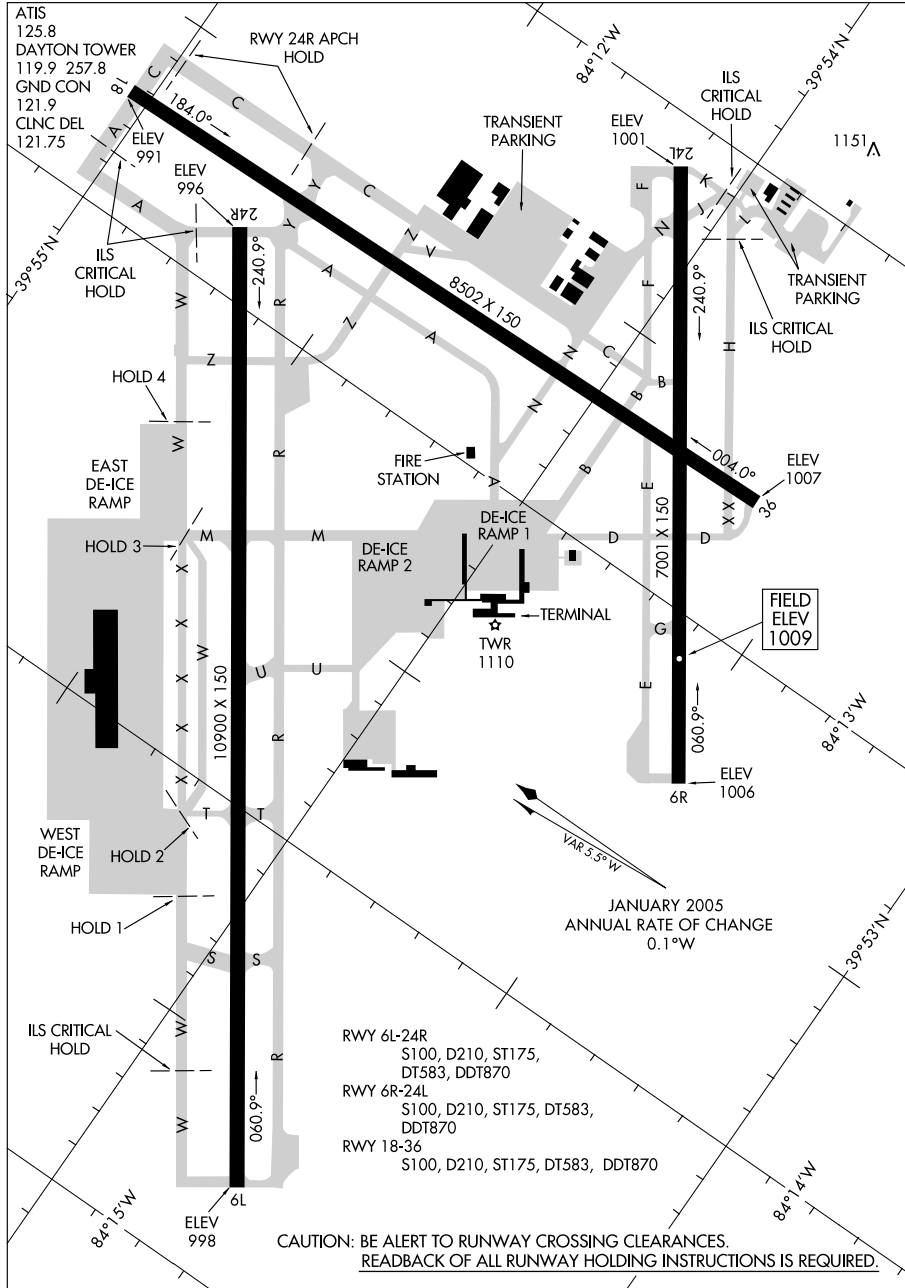 ATIS
125.8
DAYTON TOWER
119.9 257.8
GND CON
121.9
CLNC DEL
121.75
RWY 24R APCH
HOLD
84°12'W
39°54'N
ILS
CRITICAL
HOLD
18
C
184.0°
C
A
ELEV
991
TRANSIENT
PARKING
ELEV
1001
24L
1151
K
F
J
N
L
ELEV
996
24R
Y
Y
C
Z
V
A
ILS
CRITICAL
HOLD
39°55'N
240.9°
TRANSIENT
PARKING
W
R
A
8502 X 150
F
240.9°
ILS CRITICAL
HOLD
Z
Z
A
N
C
H
B
B
N
HOLD 4
W
R
FIRE
STATION
A
B
004.0°
ELEV
1007
36
EAST
DE-ICE
RAMP
E
7001 X 150
X
X
HOLD 3
M
M
DE-ICE
RAMP 2
DE-ICE
RAMP 1
D
D
X
X
X
X
X
W
TERMINAL
TWR
1110
FIELD
ELEV
1009
G
10900 X 150
U
U
E
060.9°
R
84°13'W
ELEV
1006
6R
T
T
WEST
DE-ICE
RAMP
HOLD 2
VAR 5.5° W
JANUARY 2005
ANNUAL RATE OF CHANGE
0.1°W
HOLD 1
S
S
39°53'N
W
R
ILS CRITICAL
HOLD
RWY 6L-24R
S100, D210, ST175,
DT583, DDT870
RWY 6R-24L
S100, D210, ST175, DT583,
DDT870
RWY 18-36
S100, D210, ST175, DT583, DDT870
W
060.9°
6L
84°15'W
84°14'W
ELEV
998
CAUTION: BE ALERT TO RUNWAY CROSSING CLEARANCES.
READBACK OF ALL RUNWAY HOLDING INSTRUCTIONS IS REQUIRED.